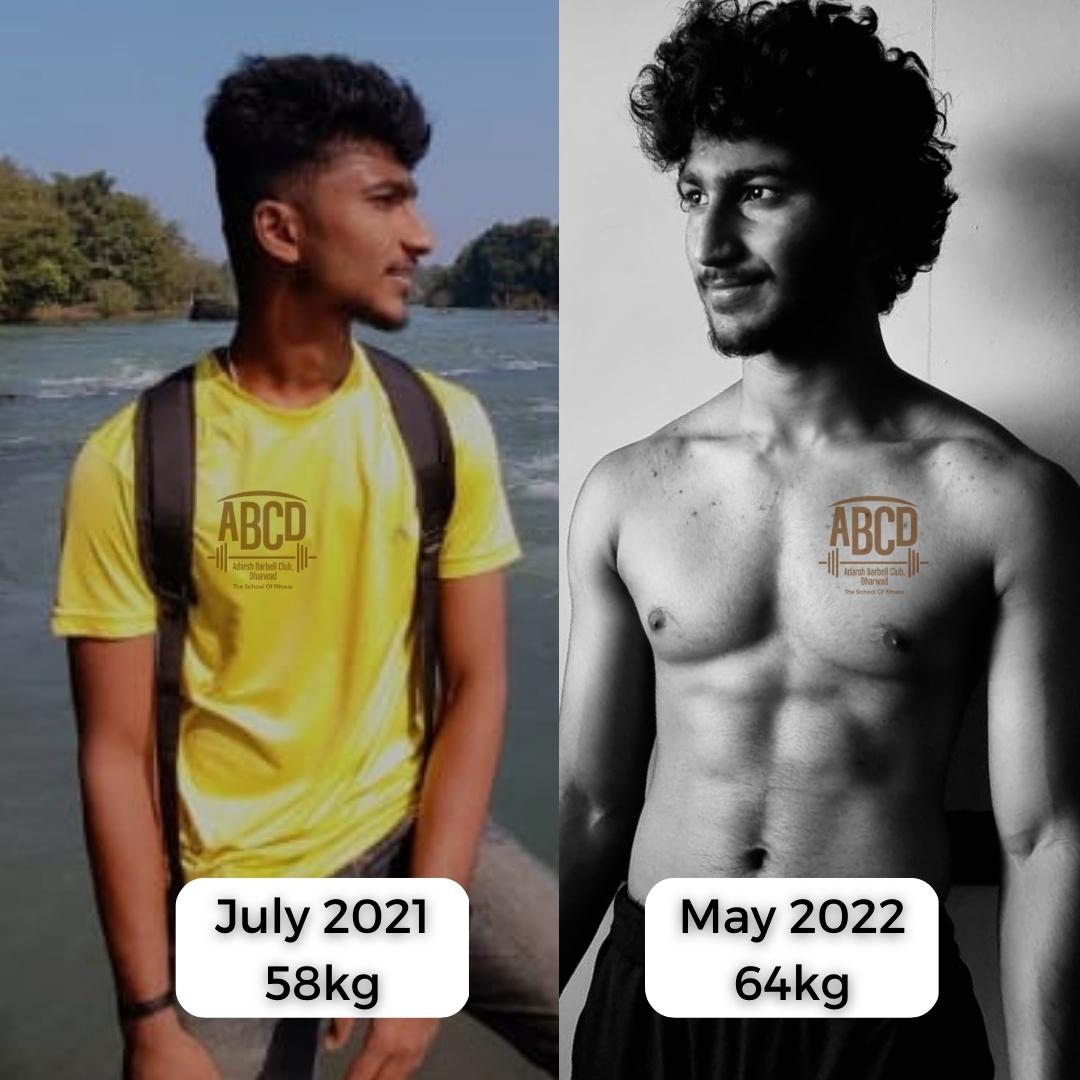 ABCD
Adarsh Barbell Club,
Dharwad
The School Of Fitness
ABCD
Adarsh Barbell Club,
Dharwad
The School Of Fitness
July 2021
58kg
May 2022
64kg